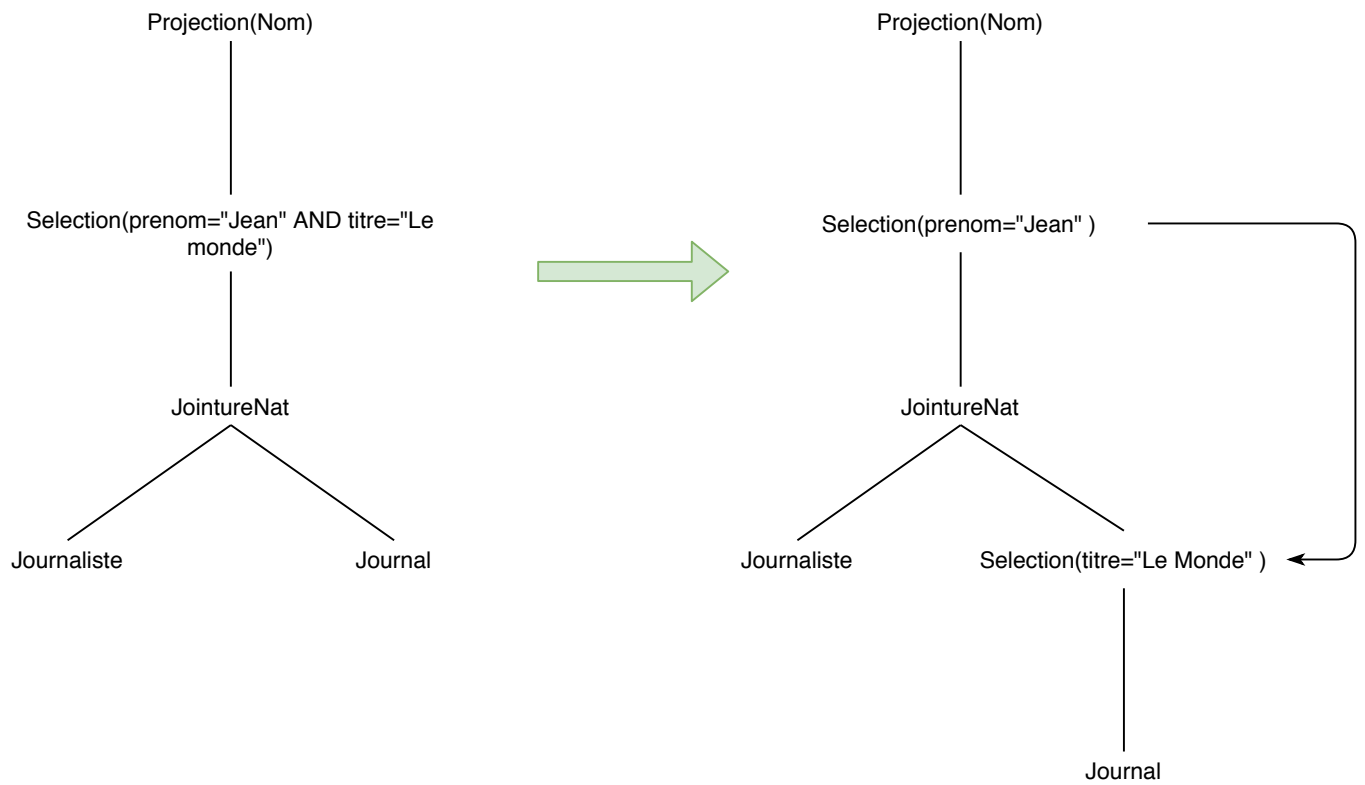 Projection(Nom)
Selection(prenom="Jean" AND titre="Le
monde")
JointureNat
Journaliste
Journal
Projection(Nom)
Selection(prenom="Jean" )
JointureNat
Journaliste
Selection(titre="Le Monde" )
Journal